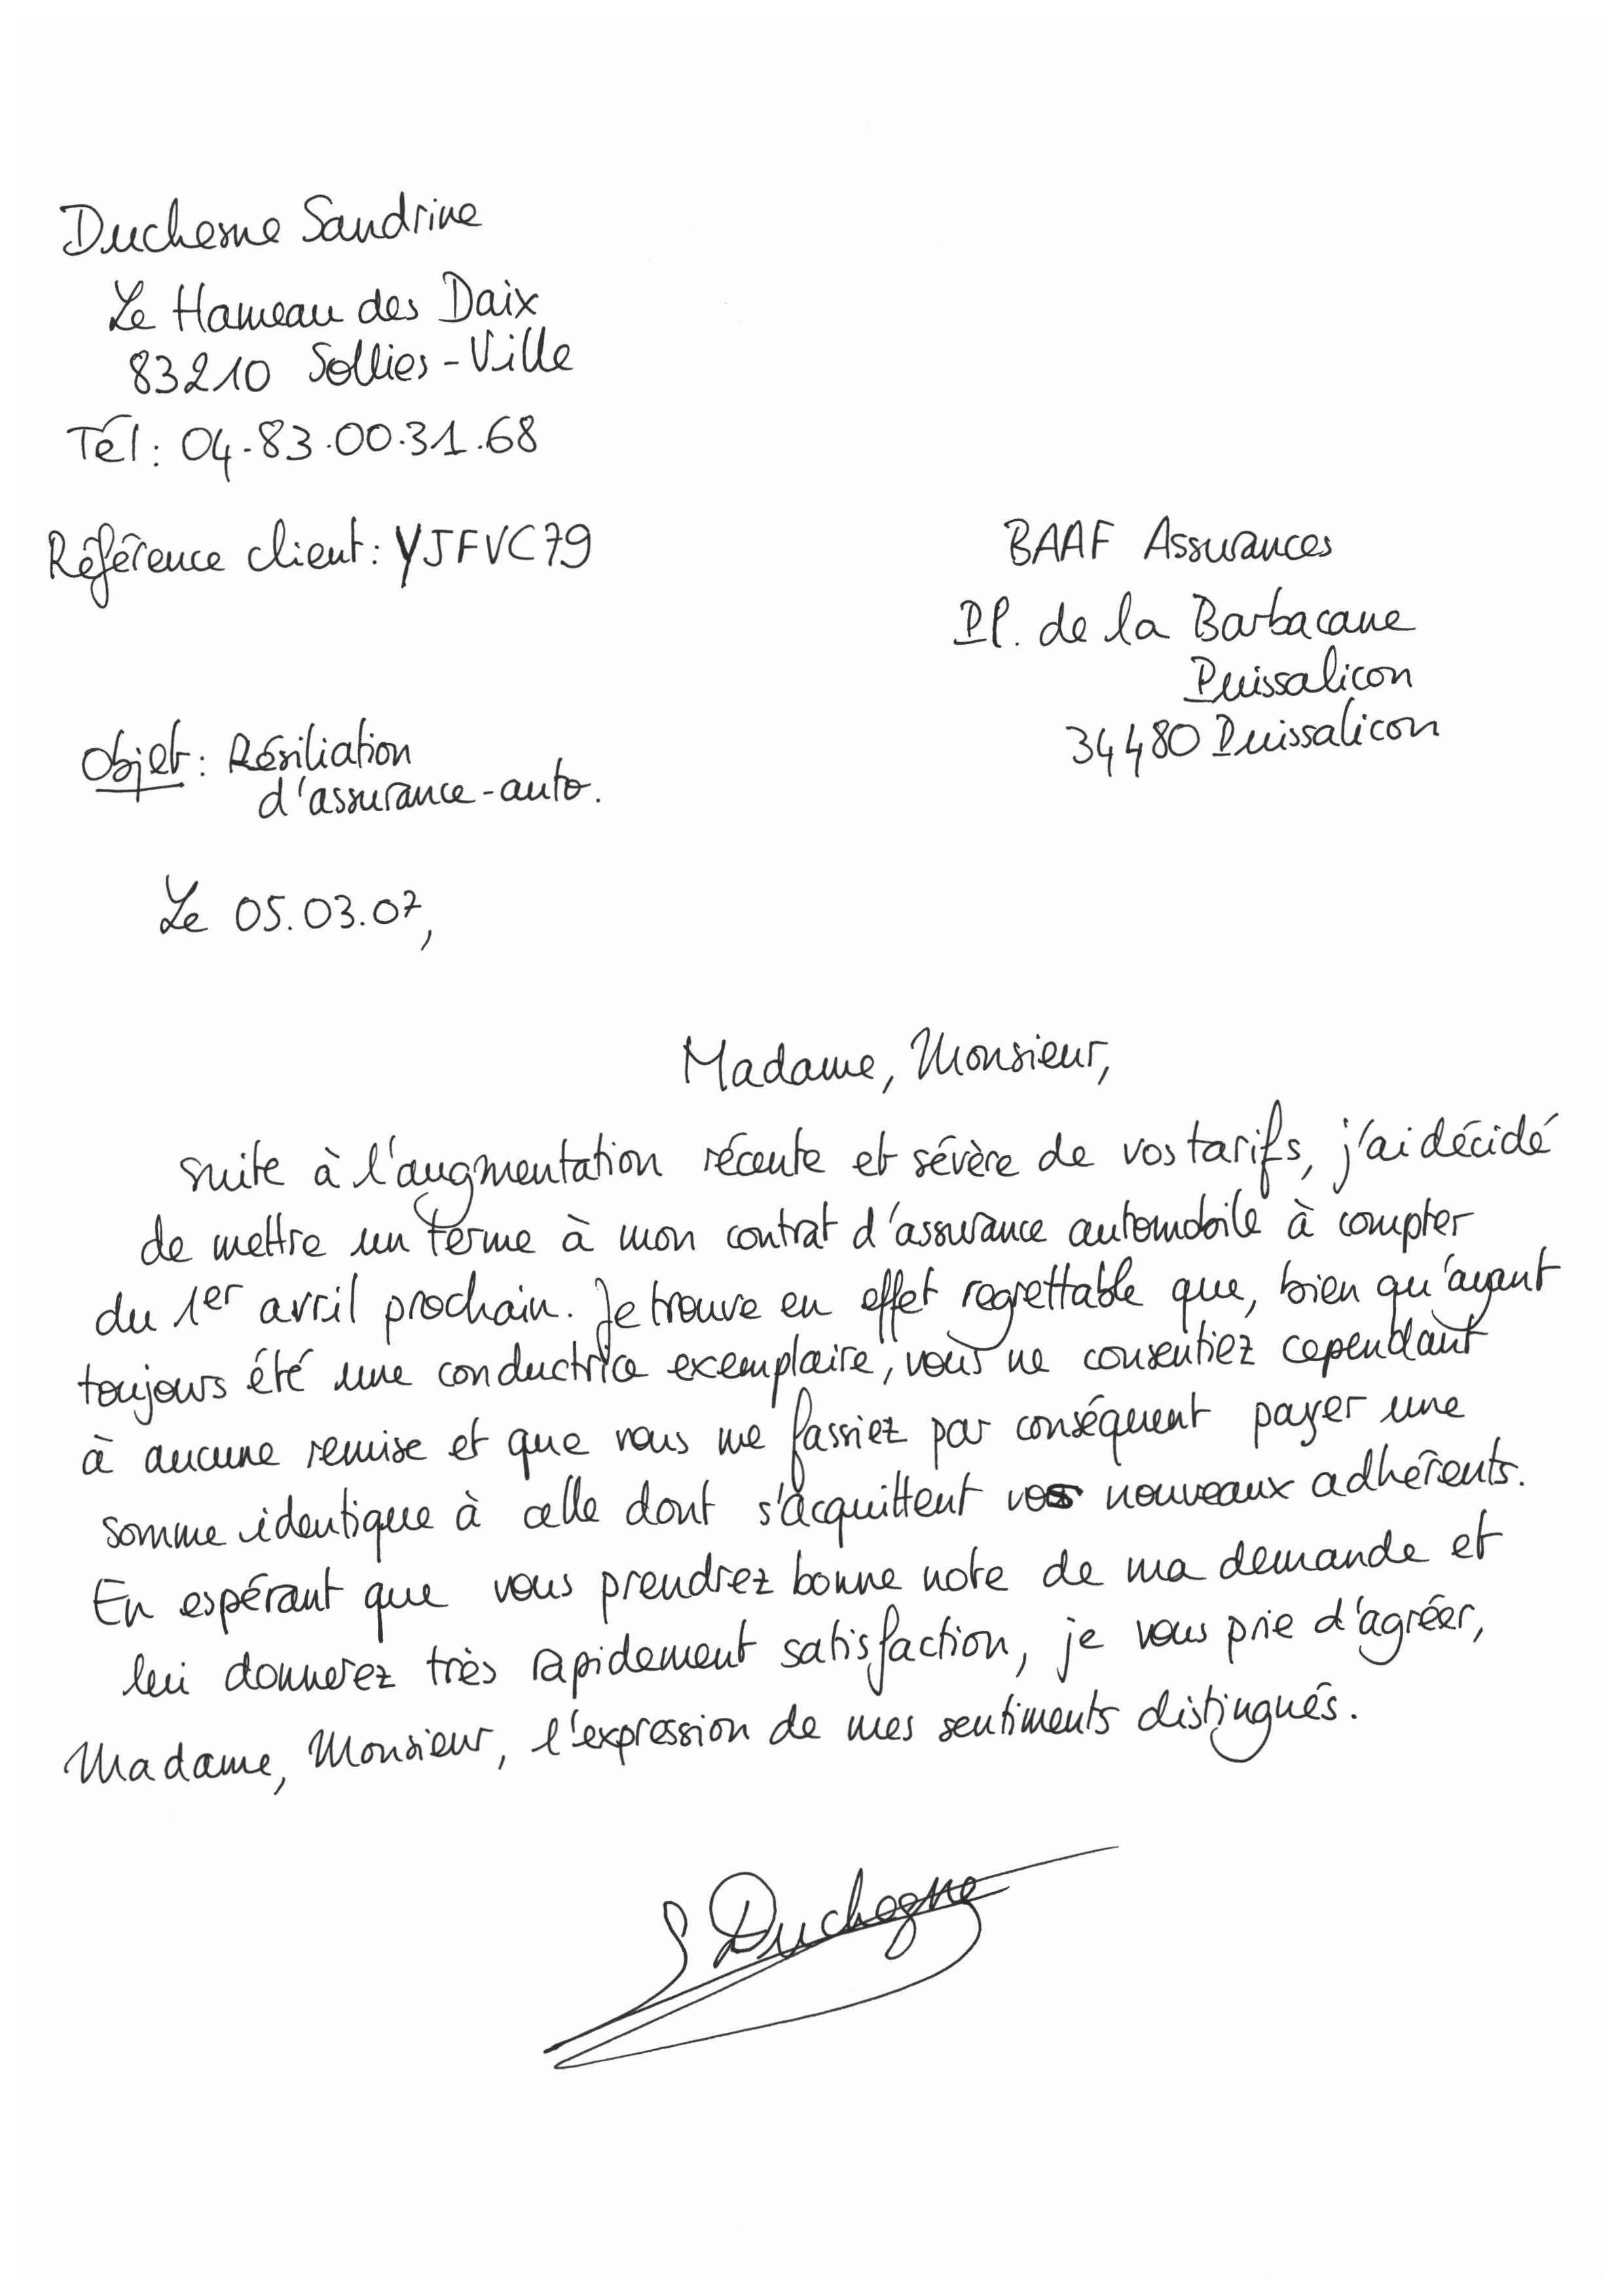 Duchesne Sandrine
Le Hameau des Daix
83210 Sollies-Ville
Tél : 04.83.00.31.68
Référence client : YJFVC79
BAAF Assurances
Pl. de la Barbacane
Puissalicon
34480 Puissalicon
Objet : Résiliation
d'assurance-auto.
Le 05.03.07,
Madame, Monsieur,
suite à l'augmentation récente et sévère de vos tarifs, j'ai décidé
de mettre un terme à mon contrat d'assurance automobile à compter
du 1er avril prochain. Je trouve en effet regrettable que, bien qu'ayant
toujours été une conductrice exemplaire, vous ne consentiez cependant
à aucune remise et que vous me fassiez par conséquent payer une
somme identique à celle dont s'acquittent vos nouveaux adhérents.
En espérant que vous prendrez bonne note de ma demande et
lui donnerez très rapidement satisfaction, je vous prie d'agréer,
Madame, Monsieur, l'expression de mes sentiments distingués.
S Duchesne